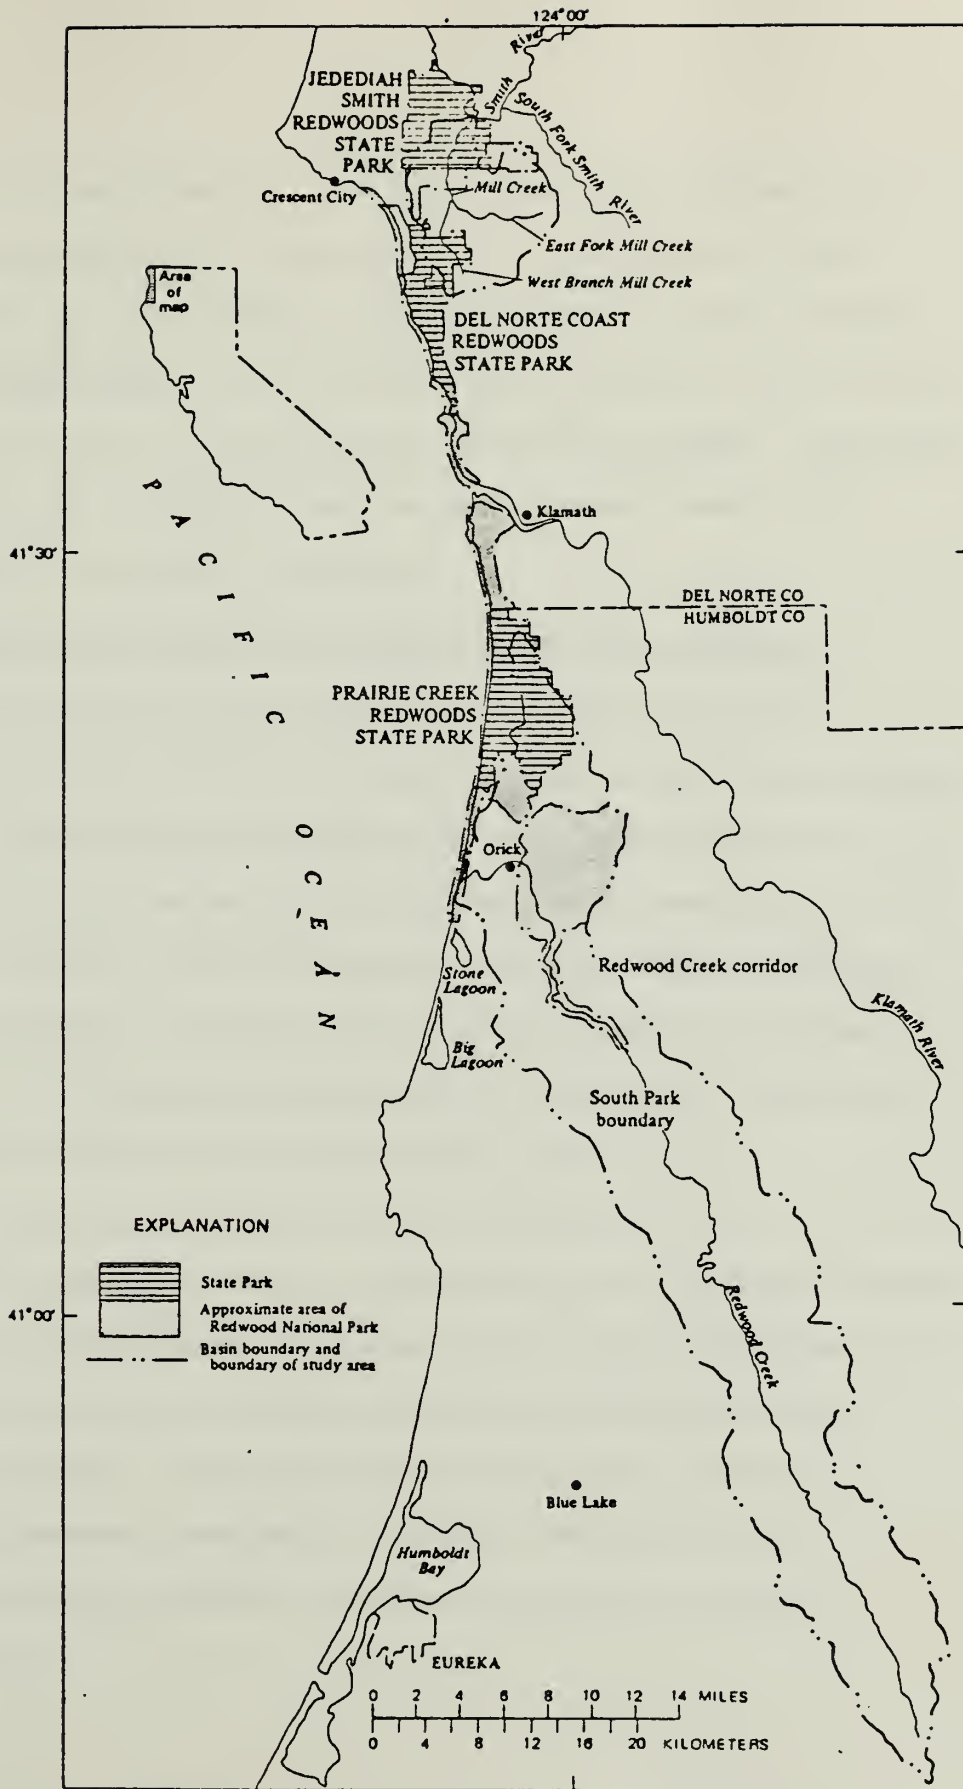 124°00'
River
Smith
South Fork Smith River
JEDEDIAH
SMITH
REDWOODS
STATE
PARK
Crescent City
Mill Creek
East Fork Mill Creek
West Branch Mill Creek
Area
of
map
DEL NORTE COAST
REDWOODS
STATE PARK
PACIFIC OCEAN
Klamath
41°30'
DEL NORTE CO
HUMBOLDT CO
PRAIRIE CREEK
REDWOODS
STATE PARK
Orick
Redwood Creek corridor
Stone
Lagoon
Klamath River
Big
Lagoon
South Park
boundary
EXPLANATION
State Park
Approximate area of
Redwood National Park
Basin boundary and
boundary of study area
41°00'
Redwood Creek
Blue Lake
Humboldt
Bay
EUREKA
0 2 4 6 8 10 12 14 MILES
0 4 8 12 16 20 KILOMETERS